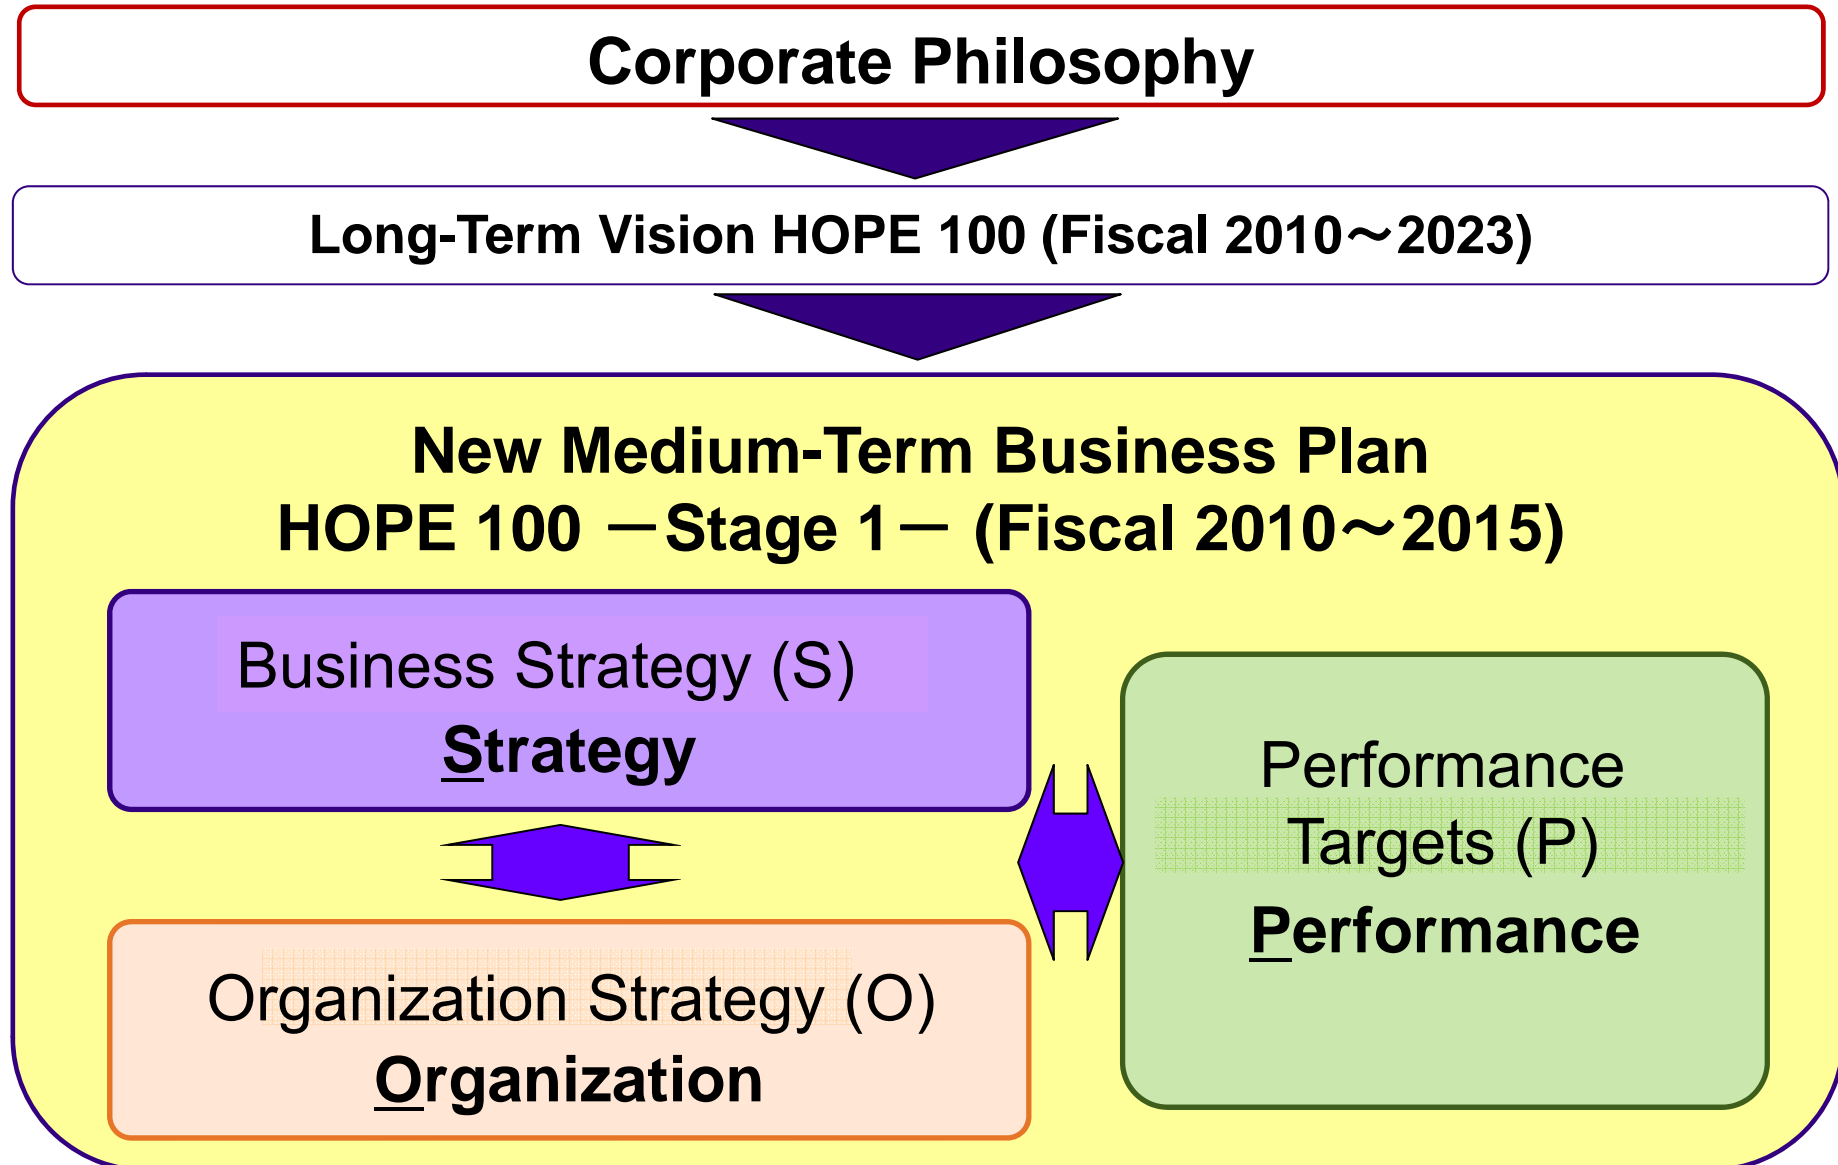 Corporate Philosophy
Long-Term Vision HOPE 100 (Fiscal 2010～2023)
New Medium-Term Business Plan
HOPE 100 －Stage 1－ (Fiscal 2010～2015)
Business Strategy (S)
Strategy
Organization Strategy (O)
Organization
Performance
Targets (P)
Performance